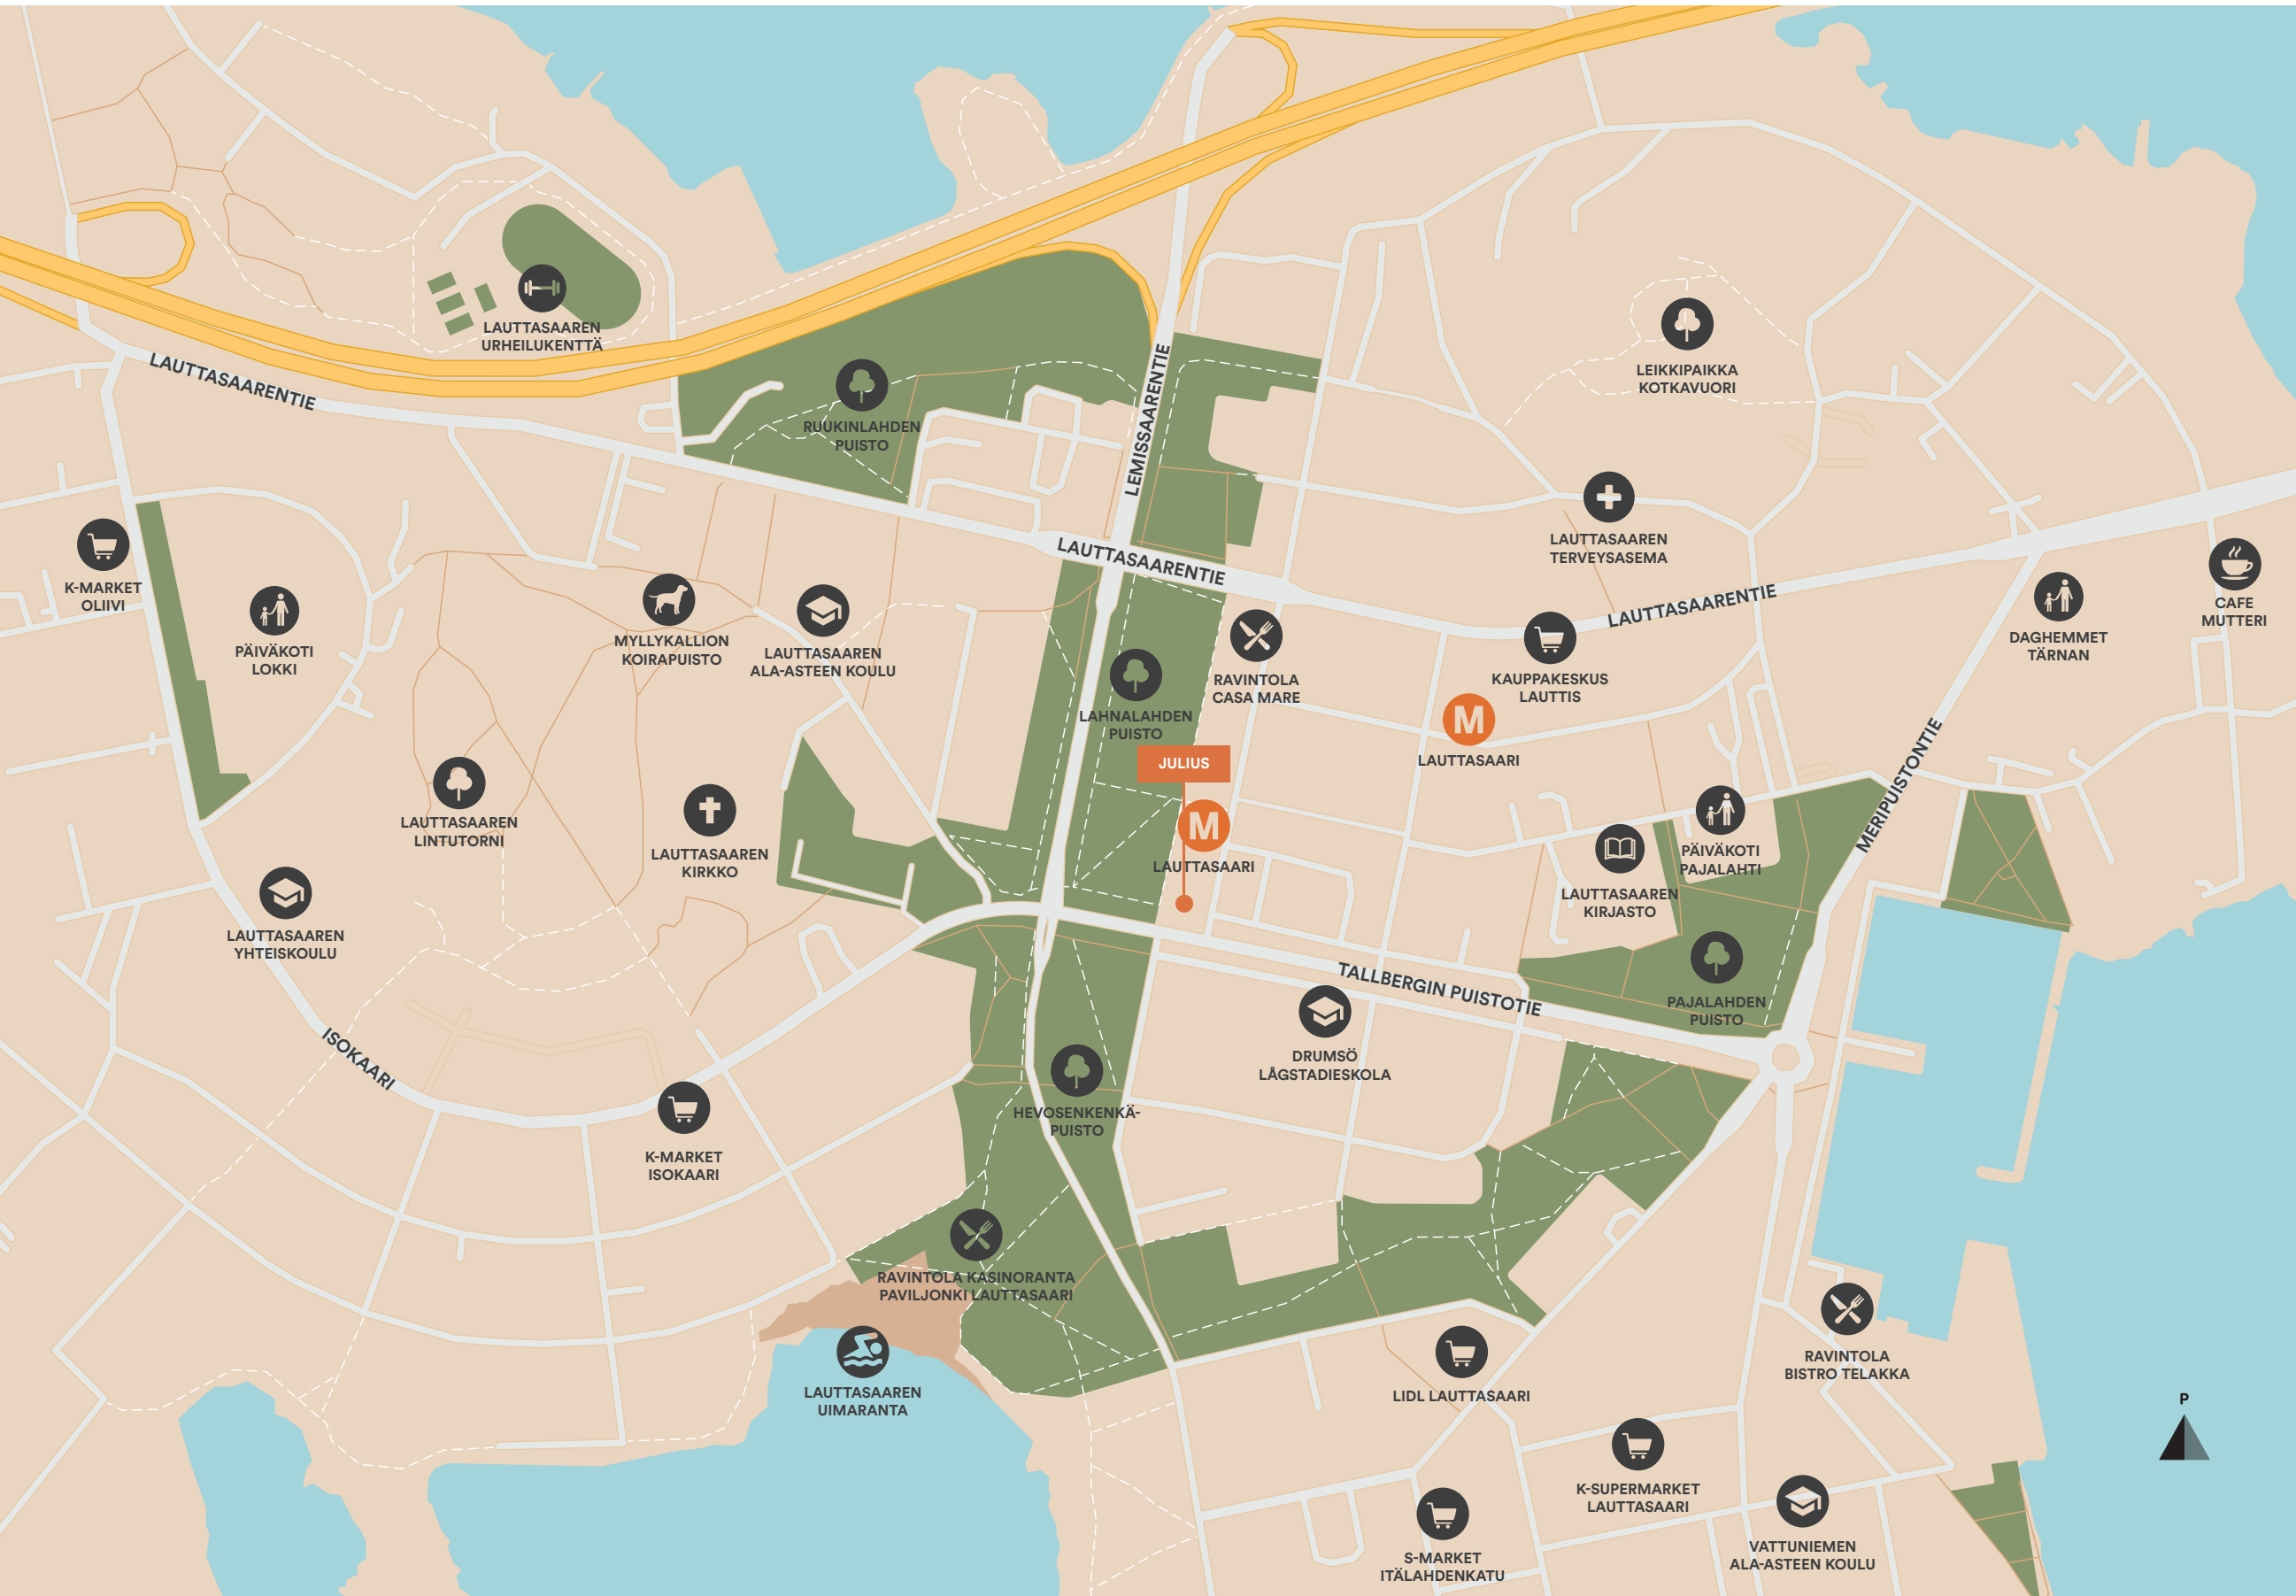 LAUTTASAAREN
URHEILUKENTTÄ
LAUTTASAARENTIE
LEMISSAARENTIE
LEIKKIPAIKKA
KOTKAVUORI
RUUKINLAHDEN
PUISTO
LAUTTASAAREN
TERVEYSASEMA
LAUTTASAARENTIE
K-MARKET
OLIIVI
LAUTTASAARENTIE
CAFE
MUTTERI
PÄIVÄKOTI
LOKKI
MYLLYKALLION
KOIRAPUISTO
LAUTTASAAREN
ALA-ASTEEN KOULU
DAGHEMMET
TÄRNAN
RAVINTOLA
CASA MARE
KAUPPAKESKUS
LAUTTIS
LAHNALAHDEN
PUISTO
M
LAUTTASAARI
JULIUS
MERIPUISTONTIE
M
LAUTTASAARI
LAUTTASAAREN
LINTUTORNI
LAUTTASAAREN
KIRKKO
PÄIVÄKOTI
PAJALAHTI
LAUTTASAAREN
KIRJASTO
LAUTTASAAREN
YHTEISKOULU
TALLBERGIN PUISTOTIE
PAJALAHDEN
PUISTO
ISOKAARI
DRUMSÖ
LÅGSTADIESKOLA
HEVOSENKENKÄ-
PUISTO
K-MARKET
ISOKAARI
RAVINTOLA KASINORANTA
PAVILJONKI LAUTTASAARI
LAUTTASAAREN
UIMARANTA
RAVINTOLA
BISTRO TELAKKA
LIDL LAUTTASAARI
P
K-SUPERMARKET
LAUTTASAARI
S-MARKET
ITÄLAHDENKATU
VATTUNIEMEN
ALA-ASTEEN KOULU